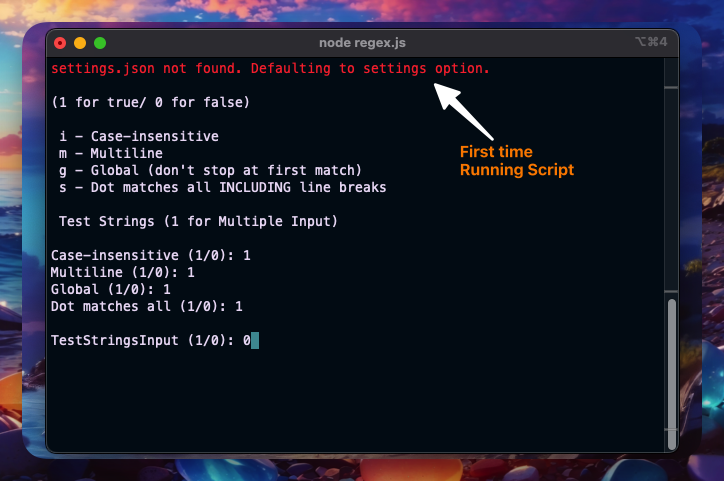 node regex.js
⌥⌘4
settings.json not found. Defaulting to settings option.
(1 for true/ 0 for false)
i - Case-insensitive
m - Multiline
g - Global (don't stop at first match)
s - Dot matches all INCLUDING line breaks
Test Strings (1 for Multiple Input)
Case-insensitive (1/0): 1
Multiline (1/0): 1
Global (1/0): 1
Dot matches all (1/0): 1
TestStringsInput (1/0): 0
First time
Running Script